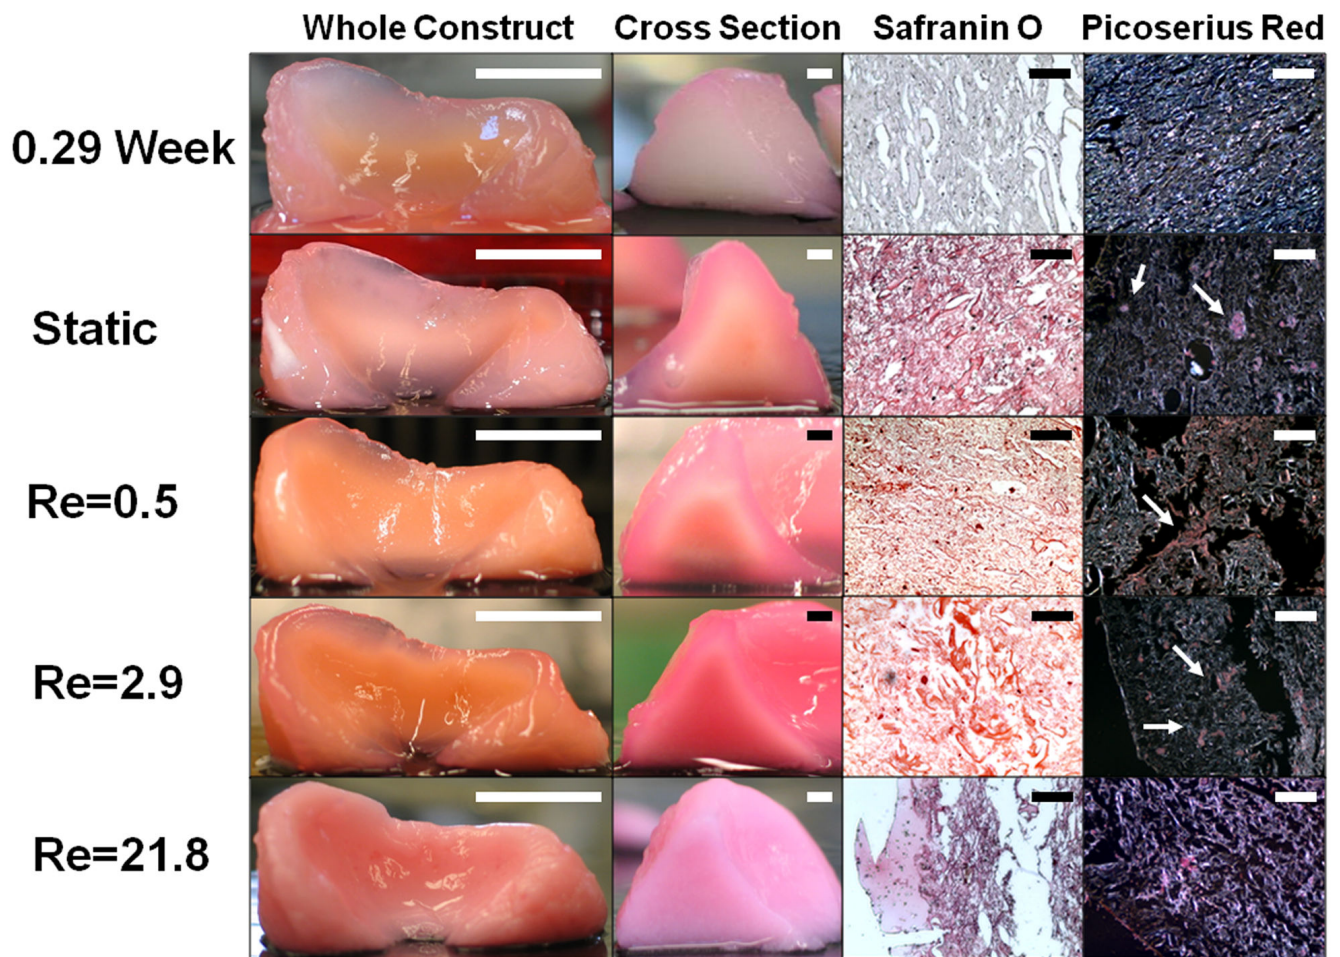 Whole Construct Cross Section Safranin O Picoserius Red
0.29 Week
Static
Re=0.5
Re=2.9
Re=21.8